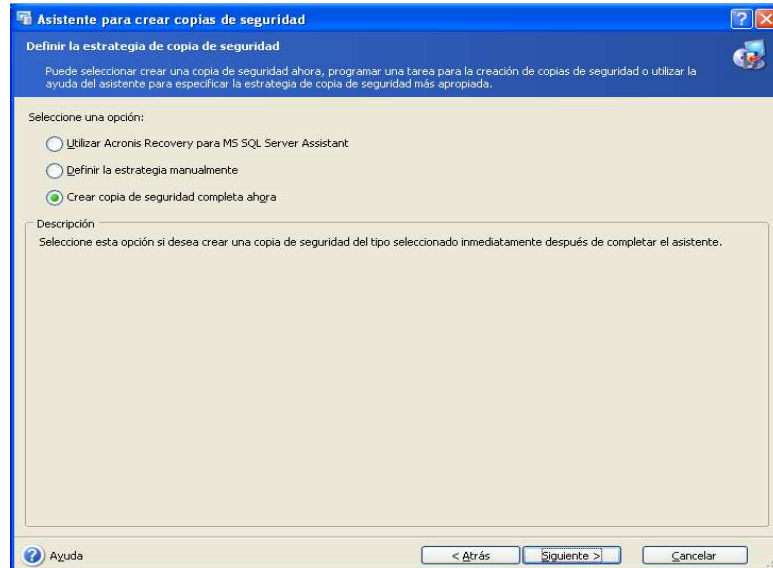 Asistente para crear copias de seguridad
Definir la estrategia de copia de seguridad
Puede seleccionar crear una copia de seguridad ahora, programar una tarea para la creación de copias de seguridad o utilizar la
ayuda del asistente para especificar la estrategia de copia de seguridad más apropiada.
Seleccione una opción:
Utilizar Acronis Recovery para MS SQL Server Assistant
Definir la estrategia manualmente
Crear copia de seguridad completa ahora
Descripción
Seleccione esta opción si desea crear una copia de seguridad del tipo seleccionado inmediatamente después de completar el asistente.
Ayuda
< Atrás
Siguiente >
Cancelar